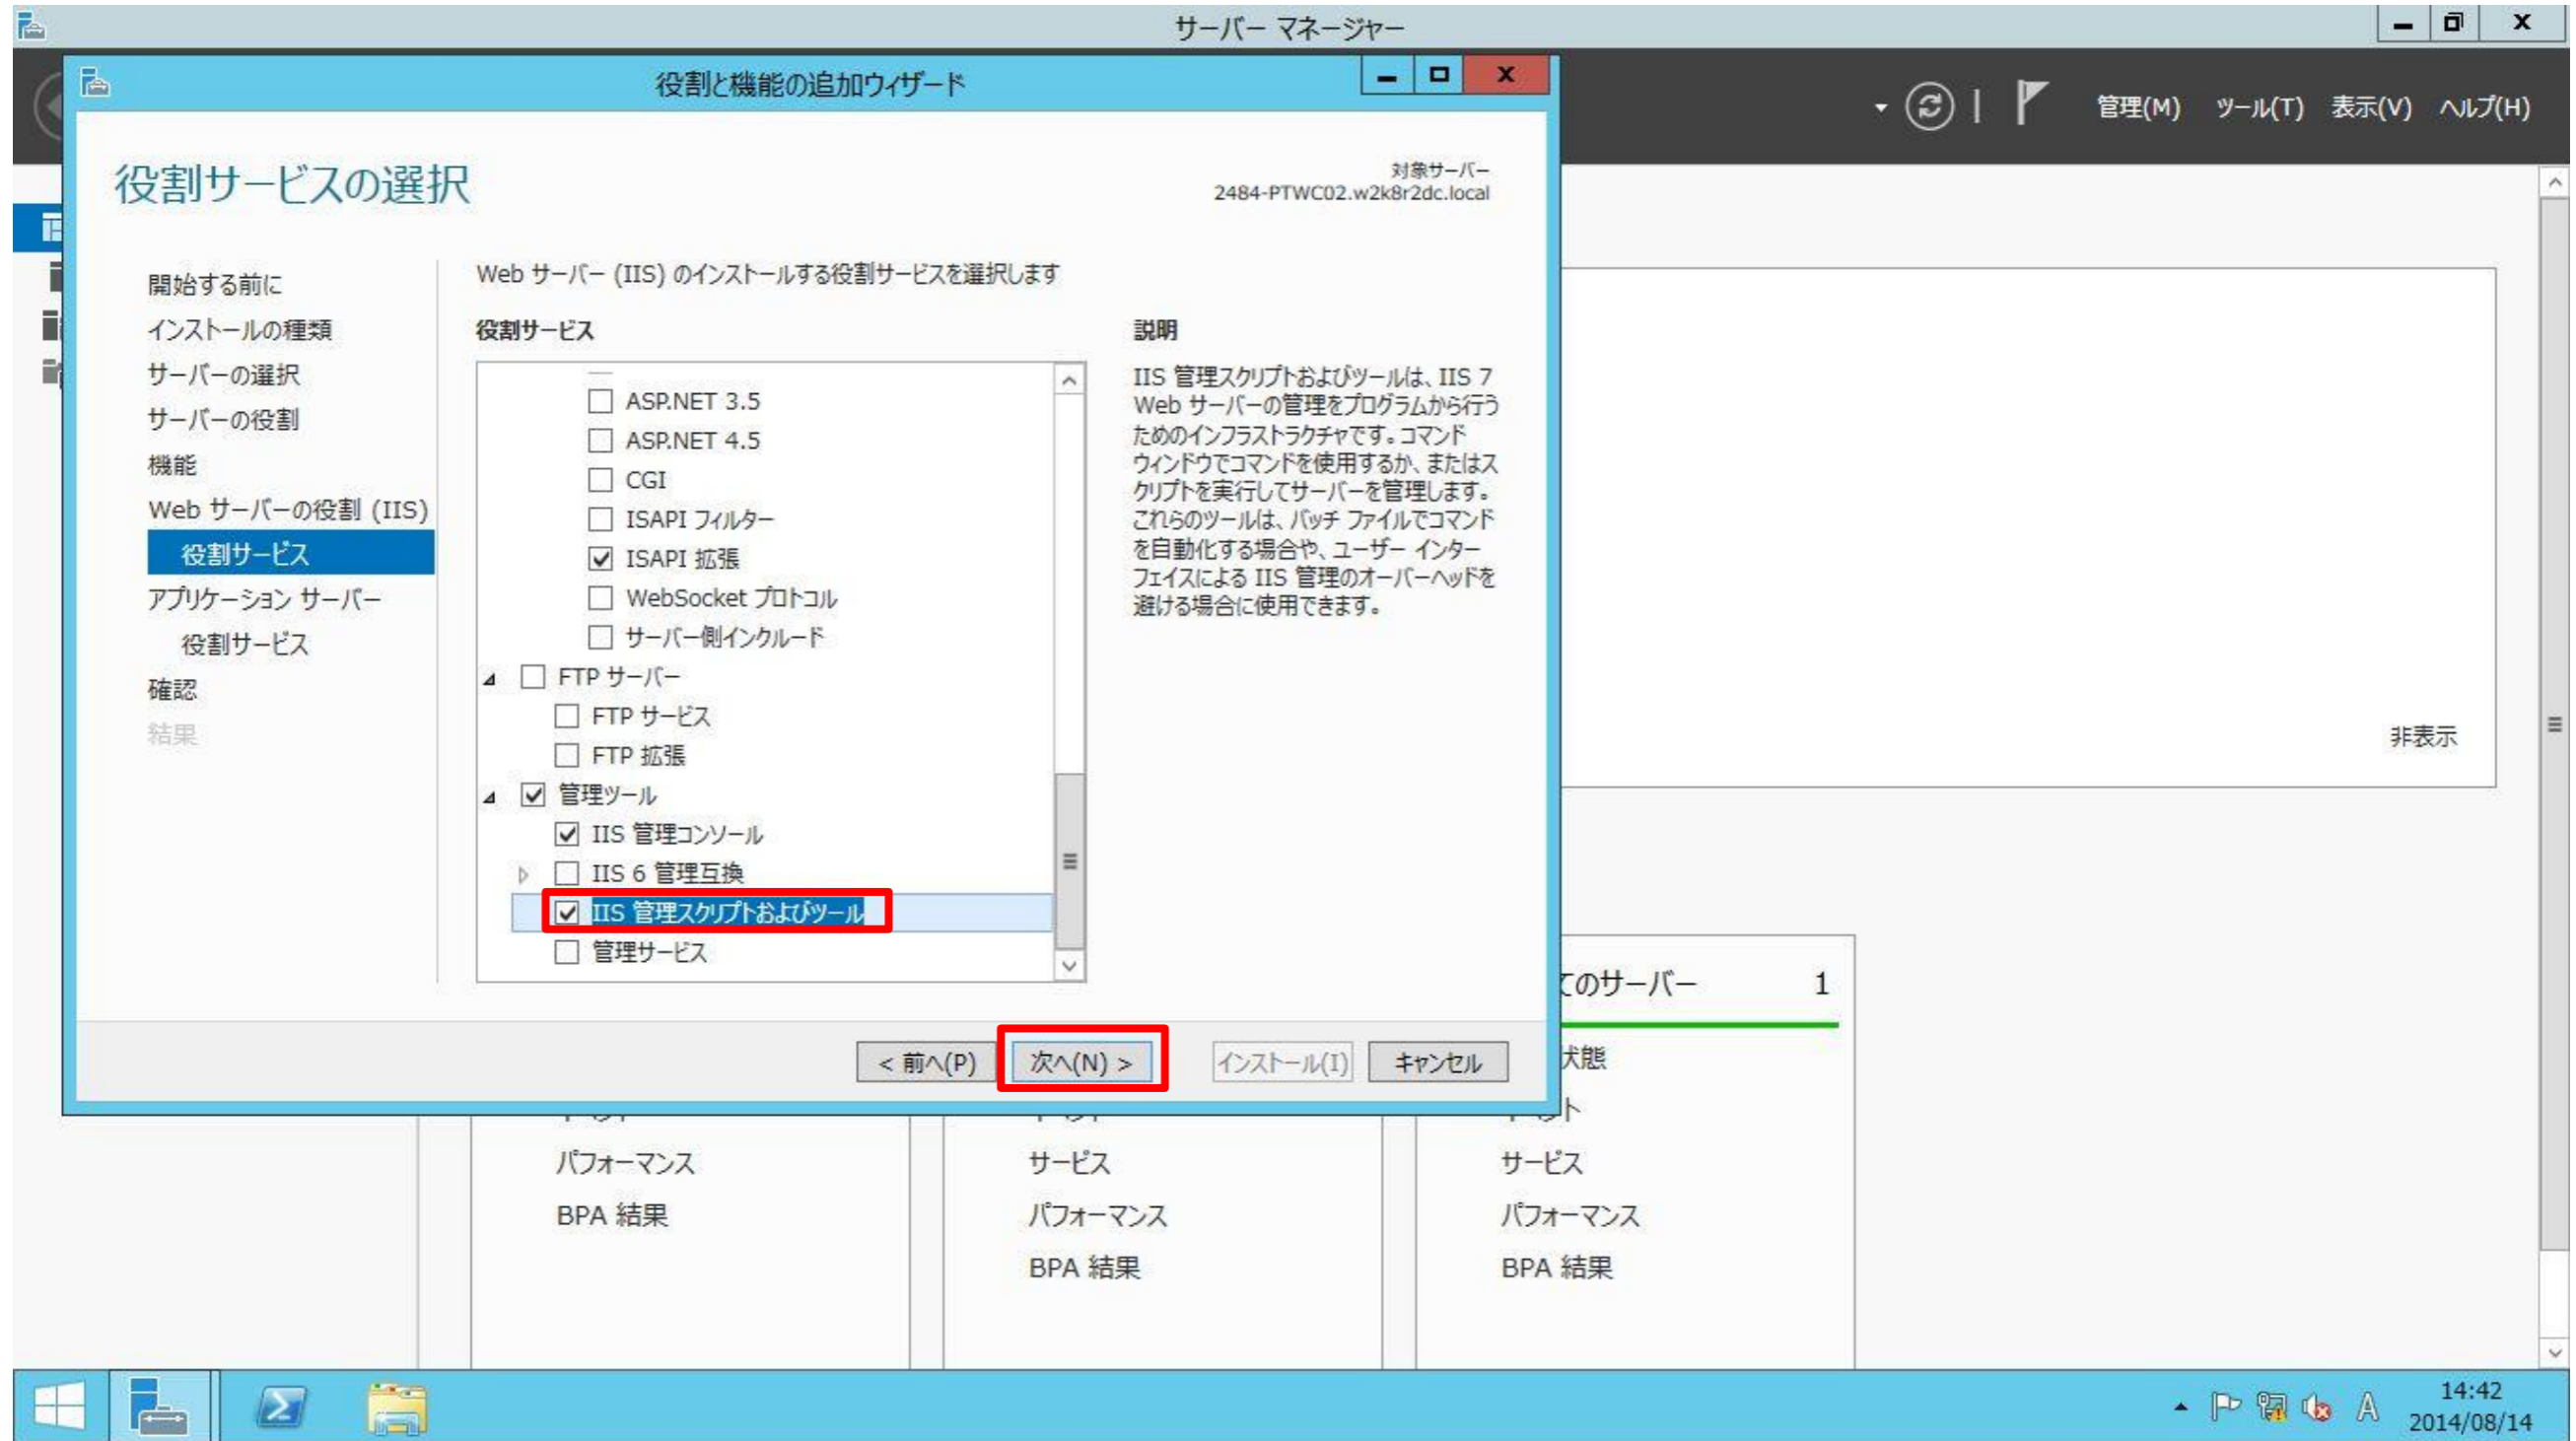 サーバー マネージャー
管理(M) ツール(T) 表示(V) ヘルプ(H)
役割と機能の追加ウィザード
役割サービスの選択
対象サーバー
2484-PTWC02.w2k8r2dc.local
開始する前に
インストールの種類
サーバーの選択
サーバーの役割
機能
Web サーバーの役割 (IIS)
役割サービス
アプリケーション サーバー
役割サービス
確認
結果
Web サーバー (IIS) のインストールする役割サービスを選択します
役割サービス
ASP.NET 3.5
ASP.NET 4.5
CGI
ISAPI フィルター
ISAPI 拡張
WebSocket プロトコル
サーバー側インクルード
FTP サーバー
FTP サービス
FTP 拡張
管理ツール
IIS 管理コンソール
IIS 6 管理互換
IIS 管理スクリプトおよびツール
管理サービス
説明
IIS 管理スクリプトおよびツールは、IIS 7
Web サーバーの管理をプログラムから行う
ためのインフラストラクチャです。コマンド
ウィンドウでコマンドを使用するか、またはス
クリプトを実行してサーバーを管理します。
これらのツールは、バッチ ファイルでコマンド
を自動化する場合や、ユーザー インター
フェイスによる IIS 管理のオーバーヘッドを
避ける場合に使用できます。
< 前へ(P) 次へ(N) > インストール(I) キャンセル
非表示
てのサーバー 1
状態
パフォーマンス
BPA 結果
サービス
パフォーマンス
BPA 結果
サービス
パフォーマンス
BPA 結果
A
14:42
2014/08/14